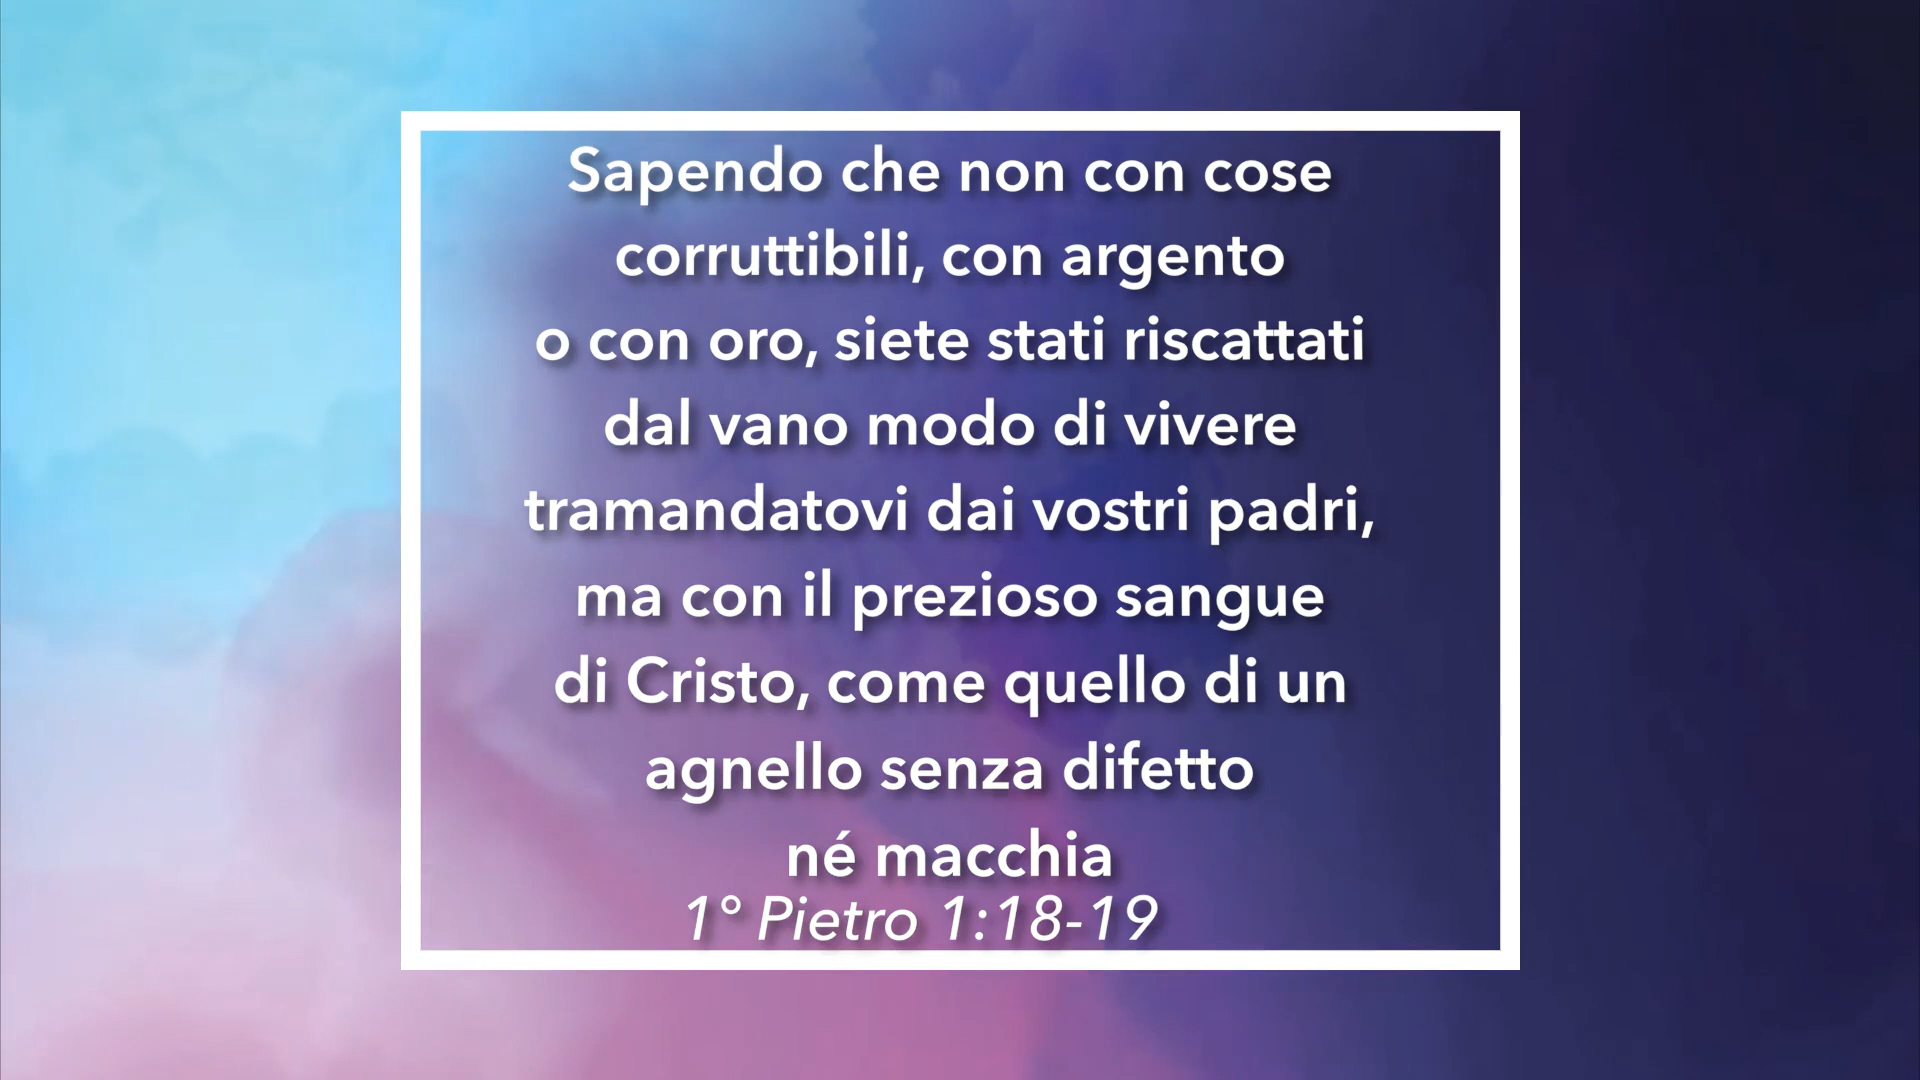 Sapendo che non con cose
corruttibili, con argento
o con oro, siete stati riscattati
dal vano modo di vivere
tramandatovi dai vostri padri,
ma con il prezioso sangue
di Cristo, come quello di un
agnello senza difetto
né macchia
1° Pietro 1:18-19